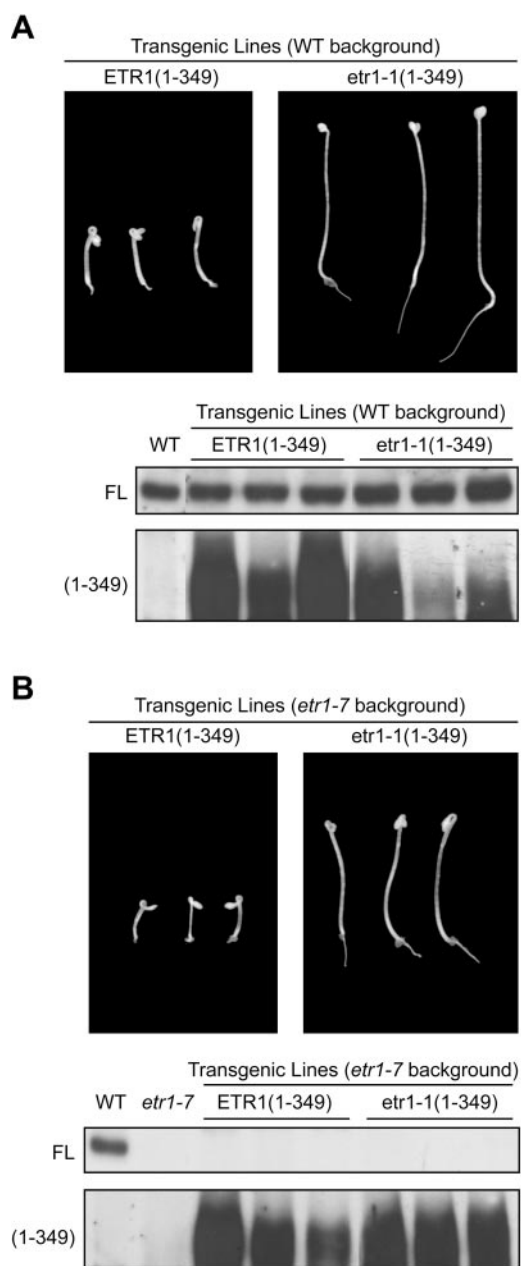 A
Transgenic Lines (WT background)
ETR1(1-349) etr1-1(1-349)
Transgenic Lines (WT background)
WT ETR1(1-349) etr1-1(1-349)
FL
(1-349)
B
Transgenic Lines (etr1-7 background)
ETR1(1-349) etr1-1(1-349)
Transgenic Lines (etr1-7 background)
WT etr1-7 ETR1(1-349) etr1-1(1-349)
FL
(1-349)